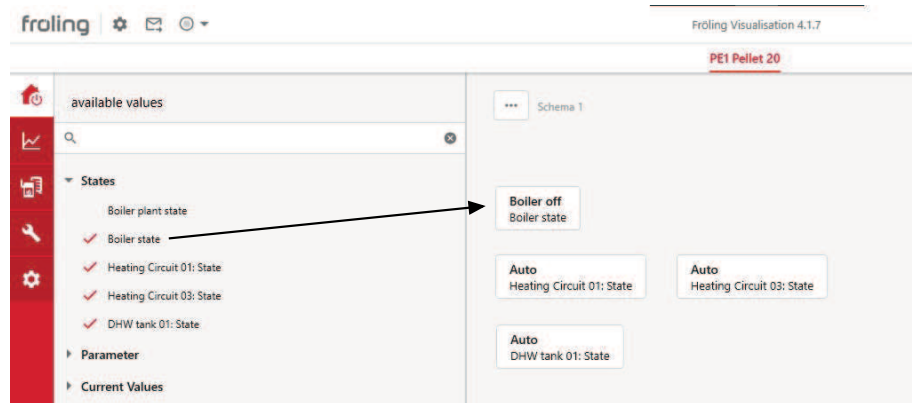 froling
Fröling Visualisation 4.1.7
PE1 Pellet 20
available values
States
Boiler plant state
Boiler state
Heating Circuit 01: State
Heating Circuit 03: State
DHW tank 01: State
Parameter
Current Values
Schema 1
Boiler off
Boiler state
Auto
Heating Circuit 01: State
Auto
Heating Circuit 03: State
Auto
DHW tank 01: State